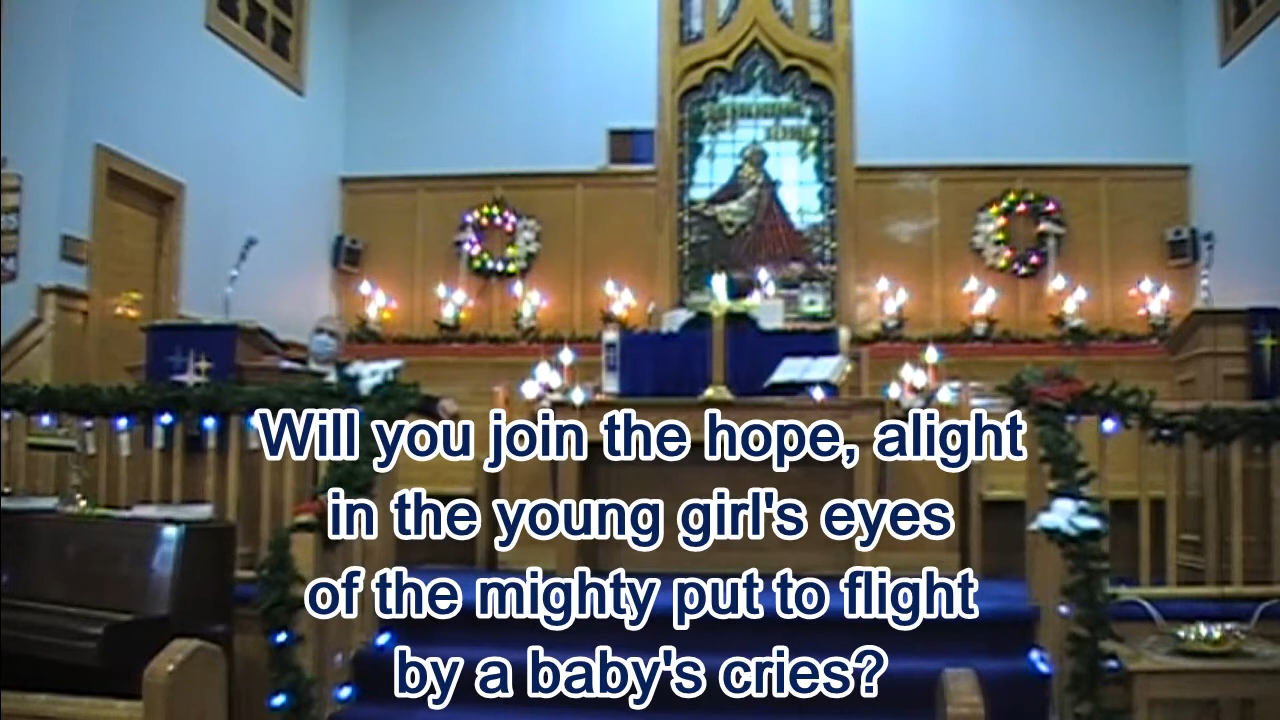 Will you join the hope, alight
in the young girl's eyes
of the mighty put to flight
by a baby's cries?